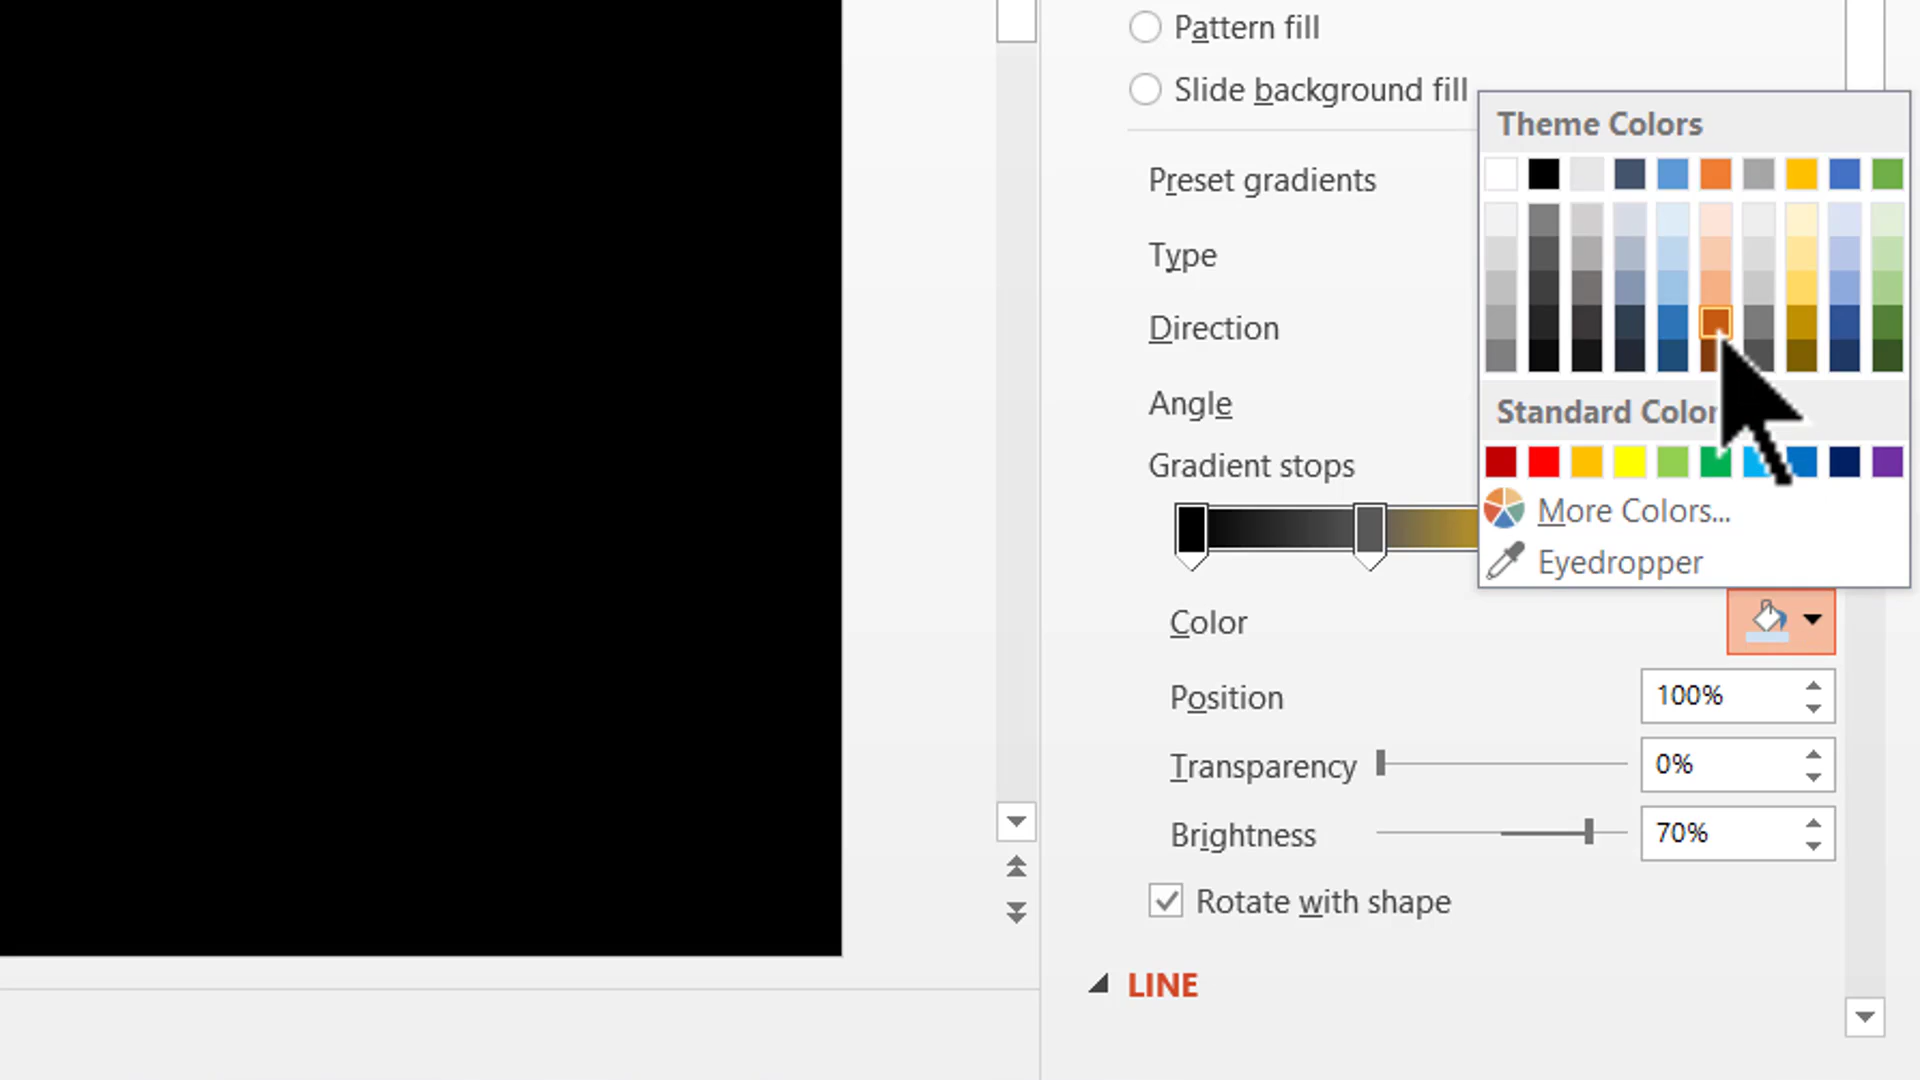 Pattern fill
Slide background fill
Theme Colors
Preset gradients
Type
Direction
Angle
Standard Color
Gradient stops
More Colors...
Eyedropper
Color
Position
100%
Transparency
0%
Brightness
70%
Rotate with shape
LINE